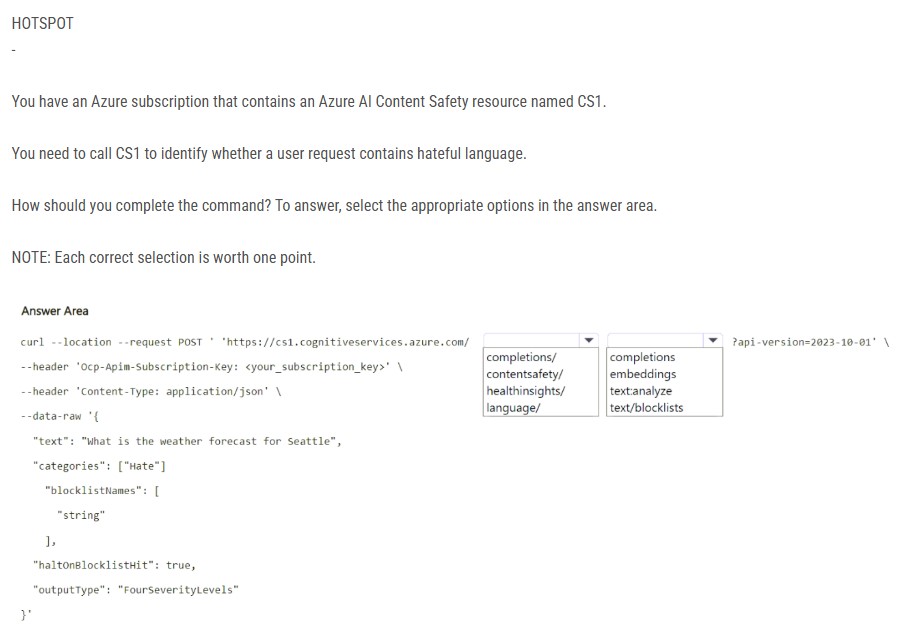 HOTSPOT
-
You have an Azure subscription that contains an Azure AI Content Safety resource named CS1.
You need to call CS1 to identify whether a user request contains hateful language.
How should you complete the command? To answer, select the appropriate options in the answer area.
NOTE: Each correct selection is worth one point.
Answer Area
curl --location --request POST ' 'https://cs1.cognitiveservices.azure.com/ ?api-version=2023-10-01' \
completions/ completions
contentsafety/ embeddings
healthinsights/ text:analyze
language/ text/blocklists
--header 'Ocp-Apim-Subscription-Key: <your_subscription_key>' \
--header 'Content-Type: application/json' \
--data-raw '{
"text": "What is the weather forecast for Seattle",
"categories": ["Hate"]
"blocklistNames": [
"string"
],
"haltOnBlocklistHit": true,
"outputType": "FourSeverityLevels"
}'